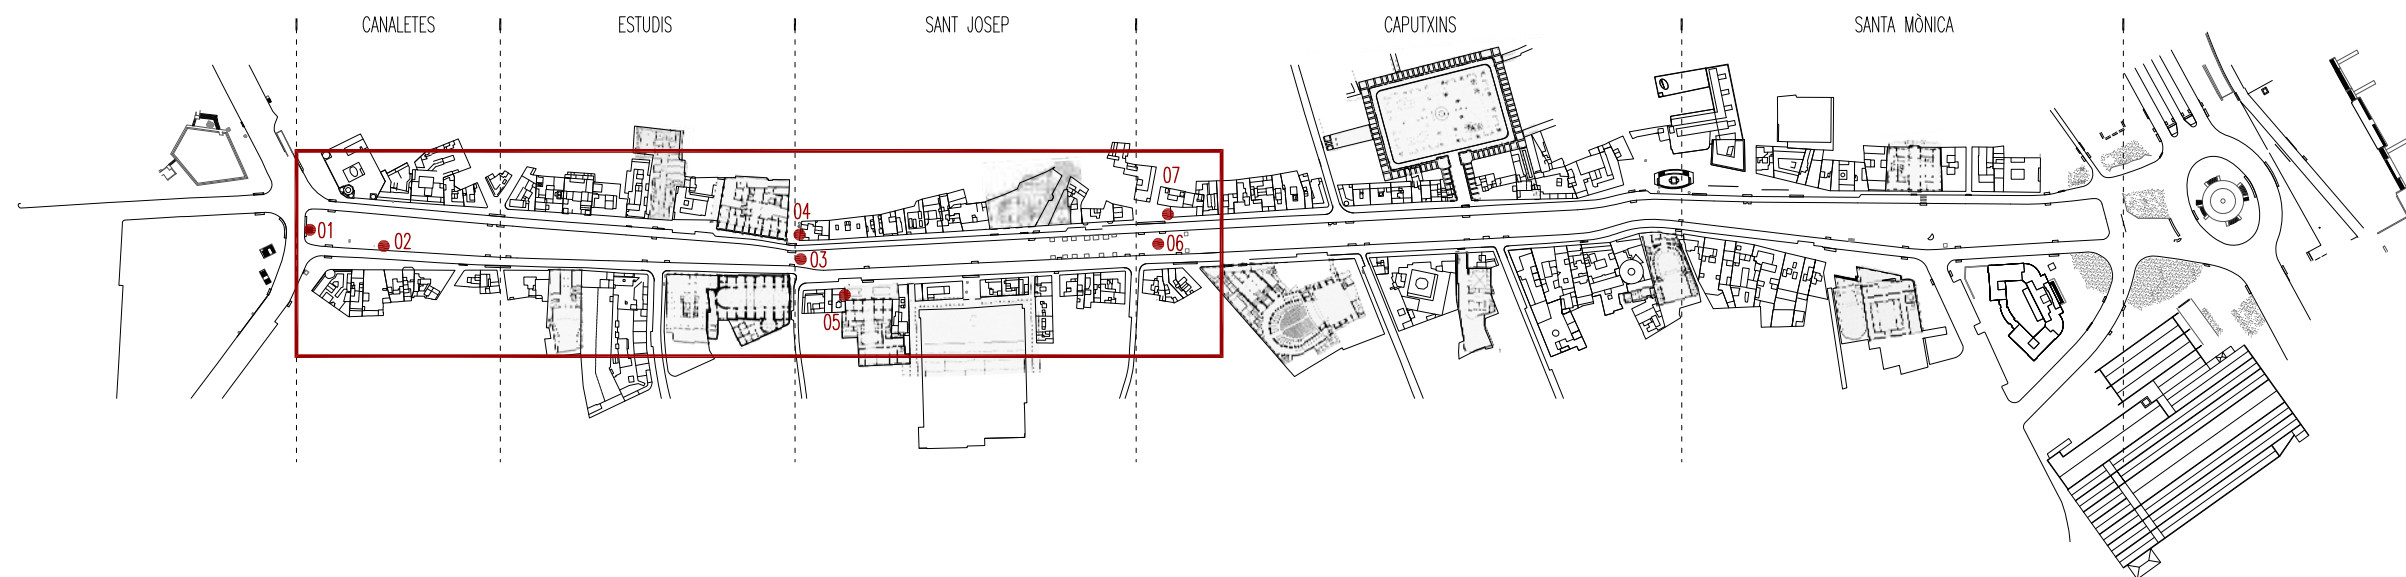 CANALETES
ESTUDIS
SANT JOSEP
CAPUTXINS
SANTA MÒNICA
07
04
01
02
06
03
05